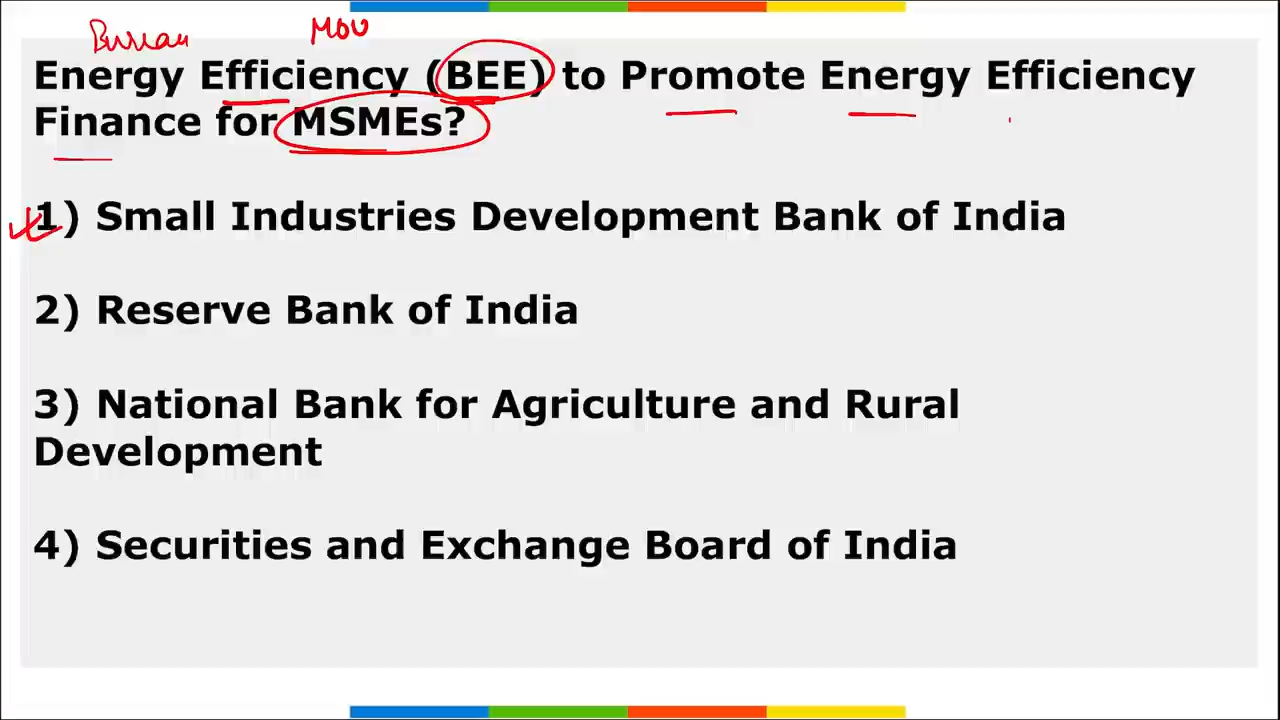 Bureau MOU
Energy Efficiency (BEE) to Promote Energy Efficiency
Finance for MSMEs?
1) Small Industries Development Bank of India
2) Reserve Bank of India
3) National Bank for Agriculture and Rural
Development
4) Securities and Exchange Board of India